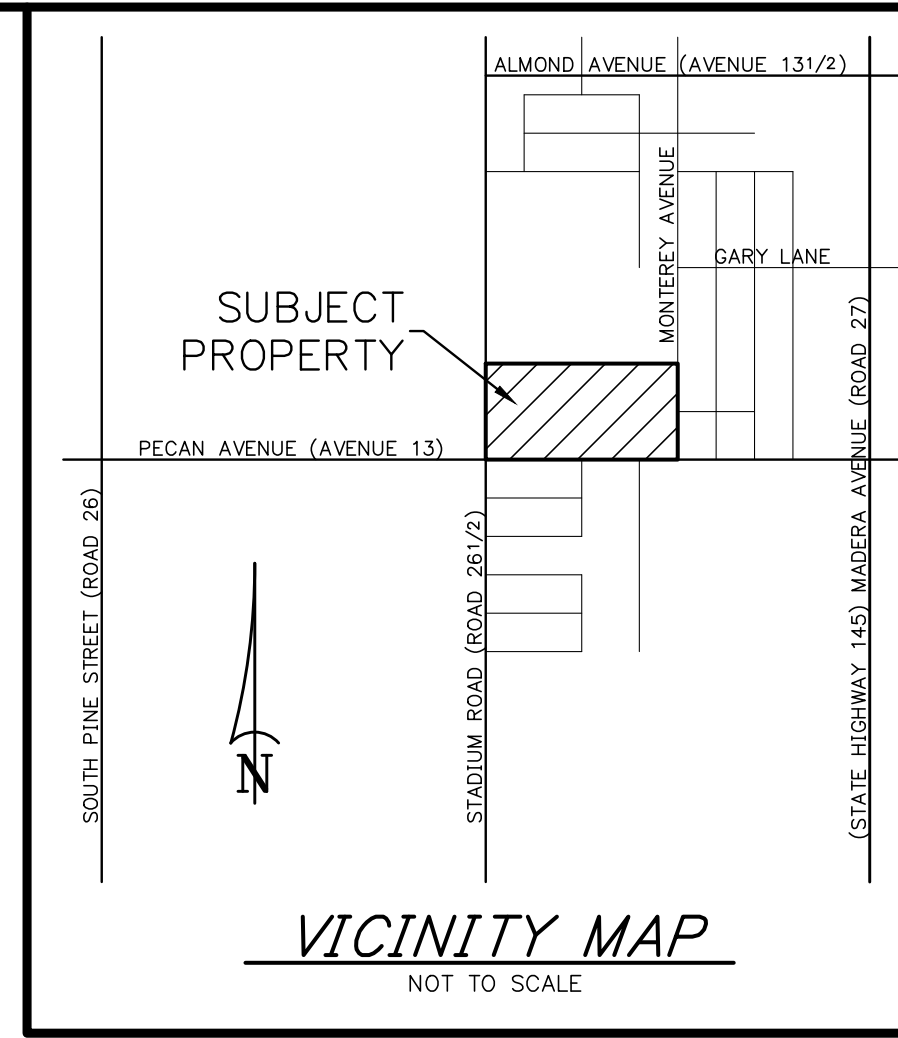 ALMOND AVENUE (AVENUE 131/2)
MONTEREY AVENUE
GARY LANE
SUBJECT
PROPERTY
PECAN AVENUE (AVENUE 13)
SOUTH PINE STREET (ROAD 26)
STADIUM ROAD (ROAD 261/2)
(STATE HIGHWAY 145) MADERA AVENUE (ROAD 27)
N
VICINITY MAP
NOT TO SCALE